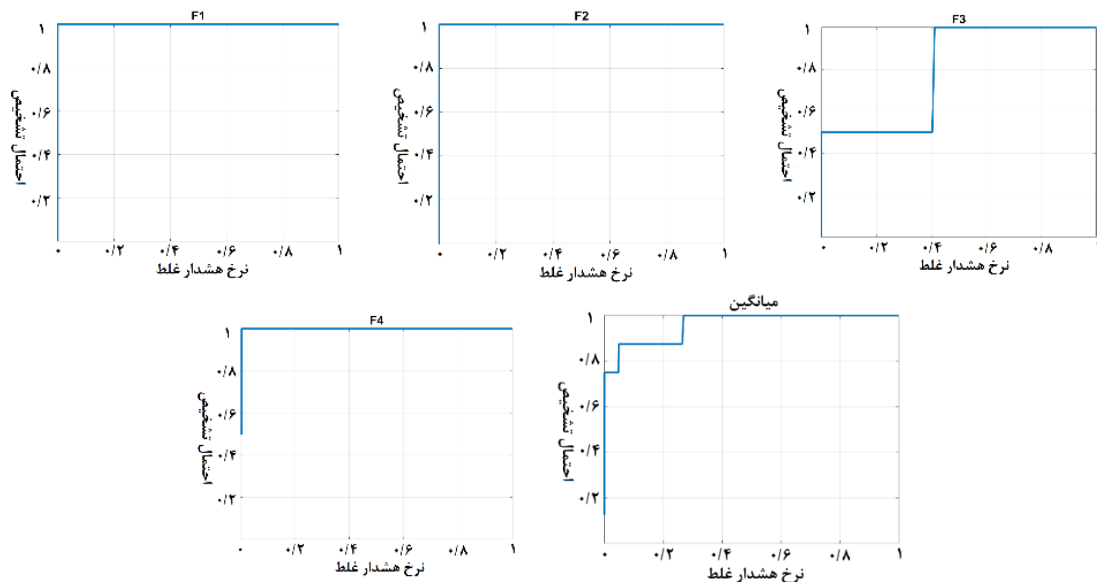 F1
۱
۰/۸
۰/۶
۰/۴
۰/۲
احتمال تشخیص
۰ ۰/۲ ۰/۴ ۰/۶ ۰/۸ ۱
نرخ هشدار غلط
F2
۱
۰/۸
۰/۶
۰/۴
۰/۲
احتمال تشخیص
۰ ۰/۲ ۰/۴ ۰/۶ ۰/۸ ۱
نرخ هشدار غلط
F3
۱
۰/۸
۰/۶
۰/۴
۰/۲
احتمال تشخیص
۰ ۰/۲ ۰/۴ ۰/۶ ۰/۸ ۱
نرخ هشدار غلط
F4
۱
۰/۸
۰/۶
۰/۴
۰/۲
احتمال تشخیص
۰ ۰/۲ ۰/۴ ۰/۶ ۰/۸ ۱
نرخ هشدار غلط
میانگین
۱
۰/۸
۰/۶
۰/۴
۰/۲
احتمال تشخیص
۰ ۰/۲ ۰/۴ ۰/۶ ۰/۸ ۱
نرخ هشدار غلط